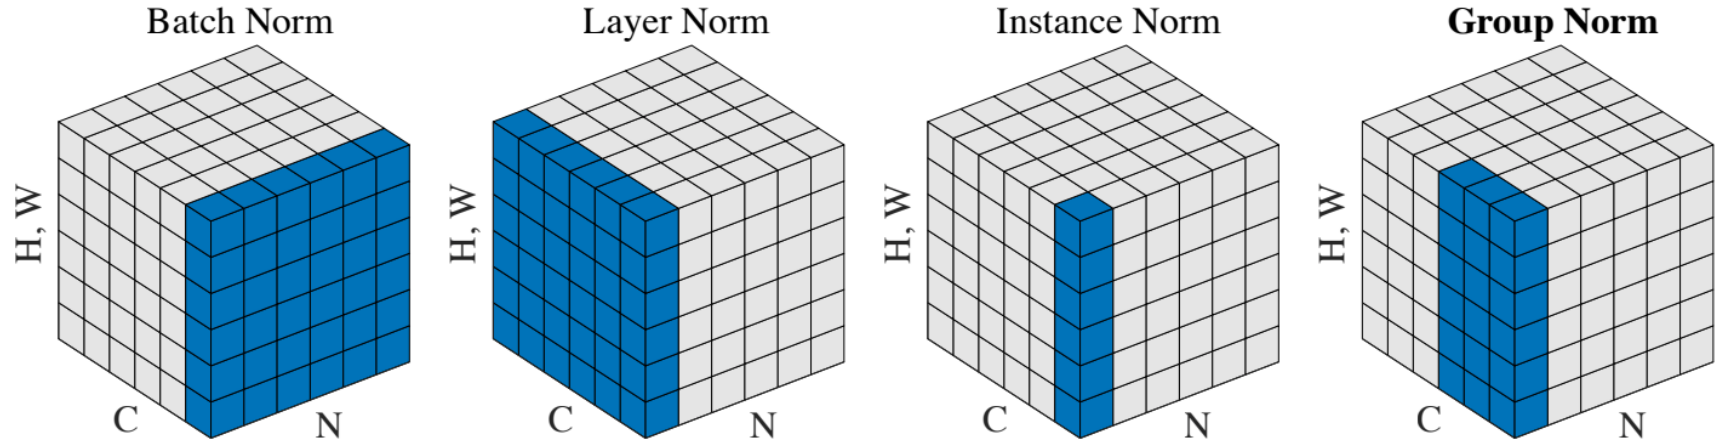 Batch Norm
H, W
C
N
Layer Norm
H, W
C
N
Instance Norm
H, W
C
N
Group Norm
H, W
C
N